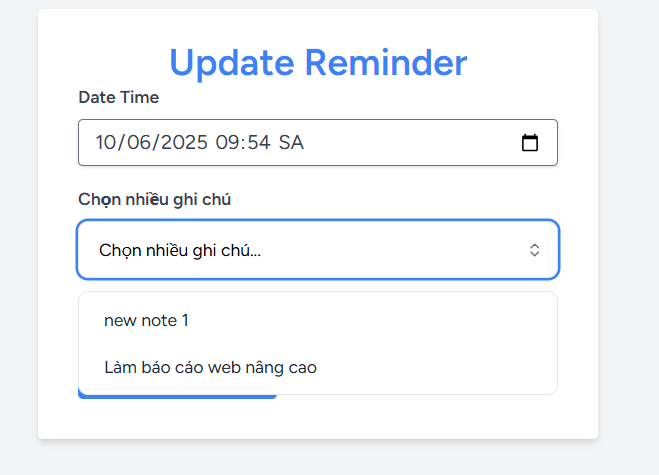 Update Reminder
Date Time
10/06/2025 09:54 SA
Chọn nhiều ghi chú
Chọn nhiều ghi chú...
new note 1
Làm báo cáo web nâng cao